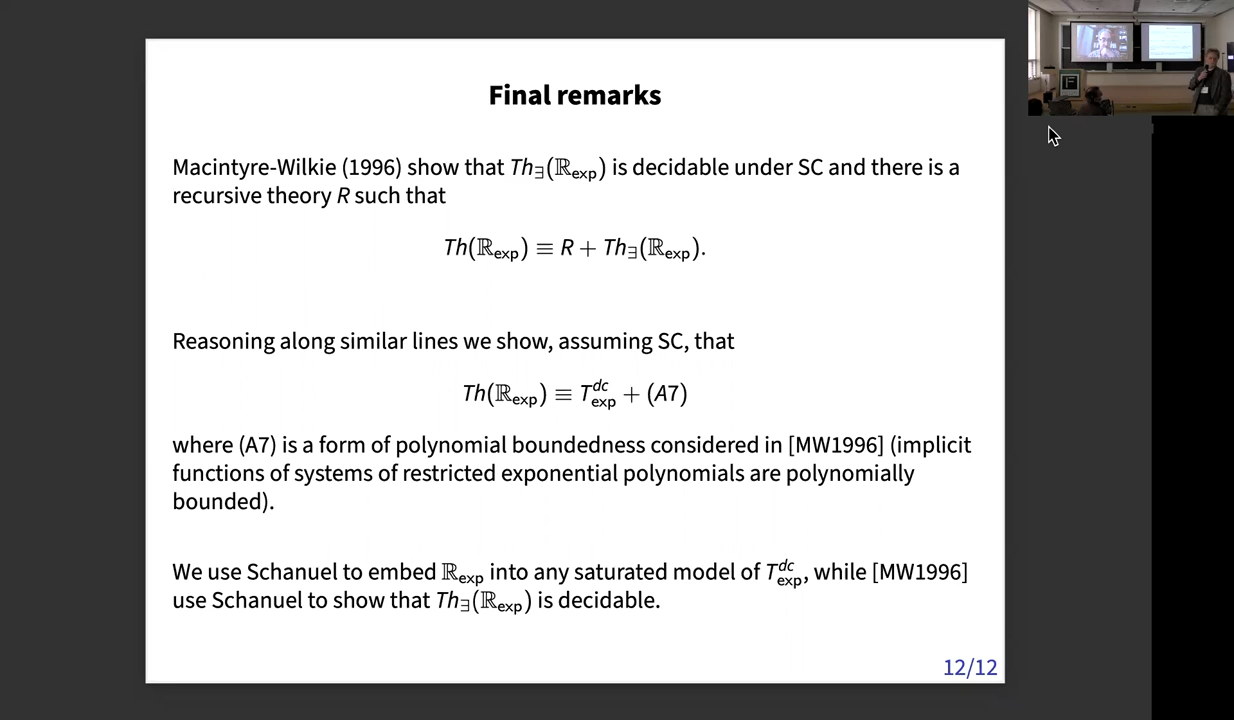 Final remarks
Macintyre-Wilkie (1996) show that Th∃(ℝexp) is decidable under SC and there is a
recursive theory R such that
Th(ℝexp) ≡ R + Th∃(ℝexp).
Reasoning along similar lines we show, assuming SC, that
Th(ℝexp) ≡ T^dc_exp + (A7)
where (A7) is a form of polynomial boundedness considered in [MW1996] (implicit
functions of systems of restricted exponential polynomials are polynomially
bounded).
We use Schanuel to embed ℝexp into any saturated model of T^dc_exp, while [MW1996]
use Schanuel to show that Th∃(ℝexp) is decidable.
12/12